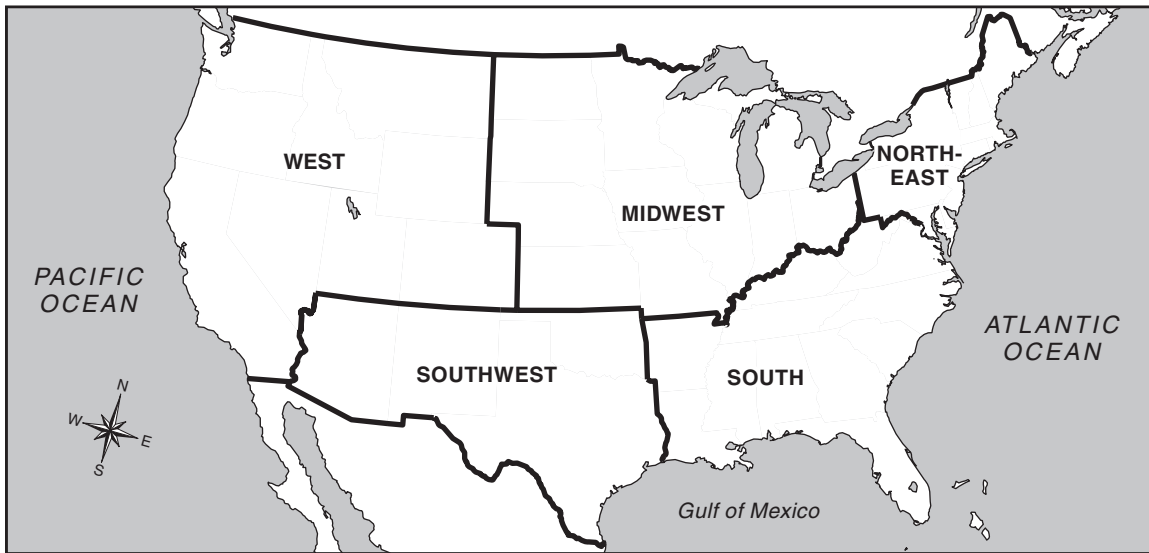 WEST
NORTH-
EAST
MIDWEST
PACIFIC
OCEAN
ATLANTIC
OCEAN
SOUTHWEST
SOUTH
N
W
E
S
Gulf of Mexico